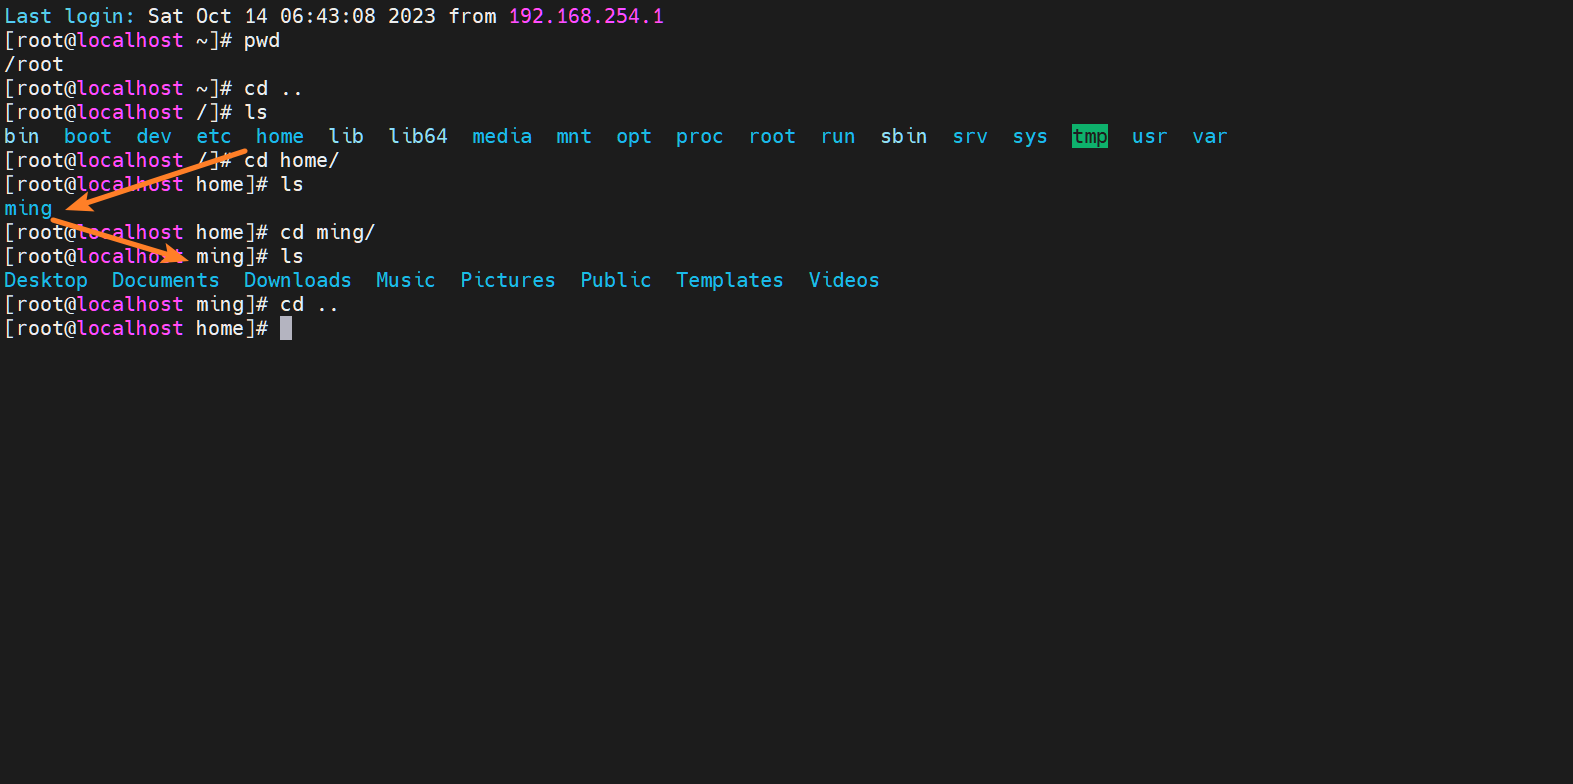 Last login: Sat Oct 14 06:43:08 2023 from 192.168.254.1
[root@localhost ~]# pwd
/root
[root@localhost ~]# cd ..
[root@localhost /]# ls
bin  boot  dev  etc  home  lib  lib64  media  mnt  opt  proc  root  run  sbin  srv  sys  tmp  usr  var
[root@localhost /]# cd home/
[root@localhost home]# ls
ming
[root@localhost home]# cd ming/
[root@localhost ming]# ls
Desktop  Documents  Downloads  Music  Pictures  Public  Templates  Videos
[root@localhost ming]# cd ..
[root@localhost home]#